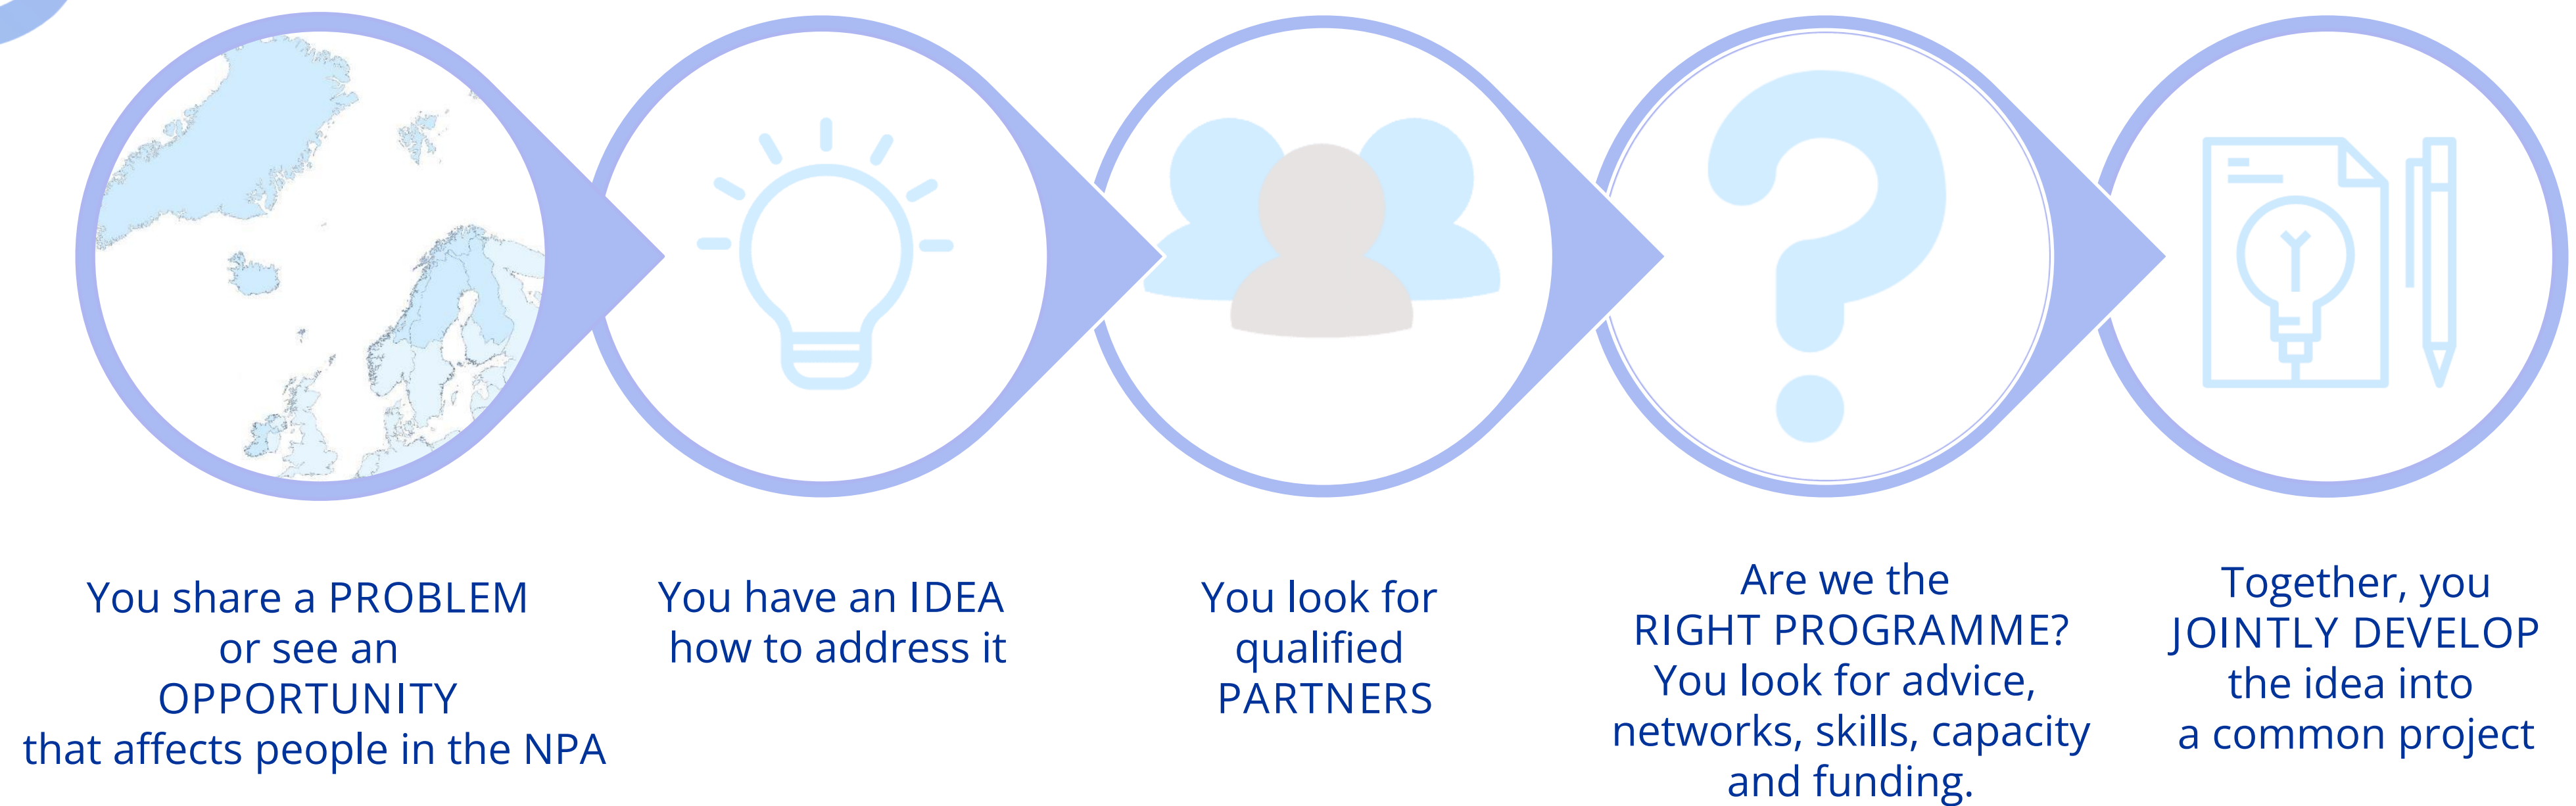 You share a PROBLEM
or see an
OPPORTUNITY
that affects people in the NPA
You have an IDEA
how to address it
You look for
qualified
PARTNERS
Are we the
RIGHT PROGRAMME?
You look for advice,
networks, skills, capacity
and funding.
Together, you
JOINTLY DEVELOP
the idea into
a common project